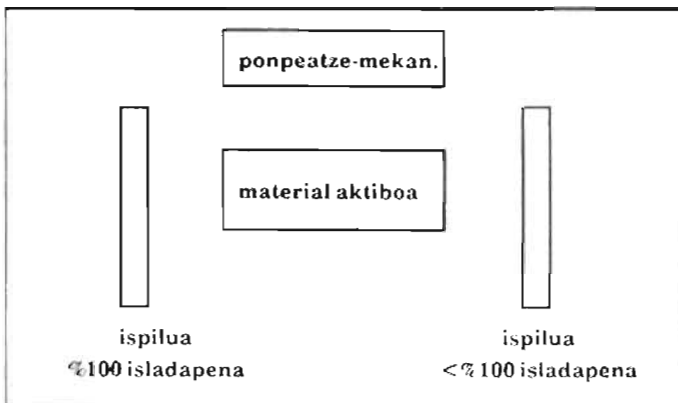 ponpeatze-mekan.
material aktiboa
ispilua
%100 isladapena
ispilua
<%100 isladapena